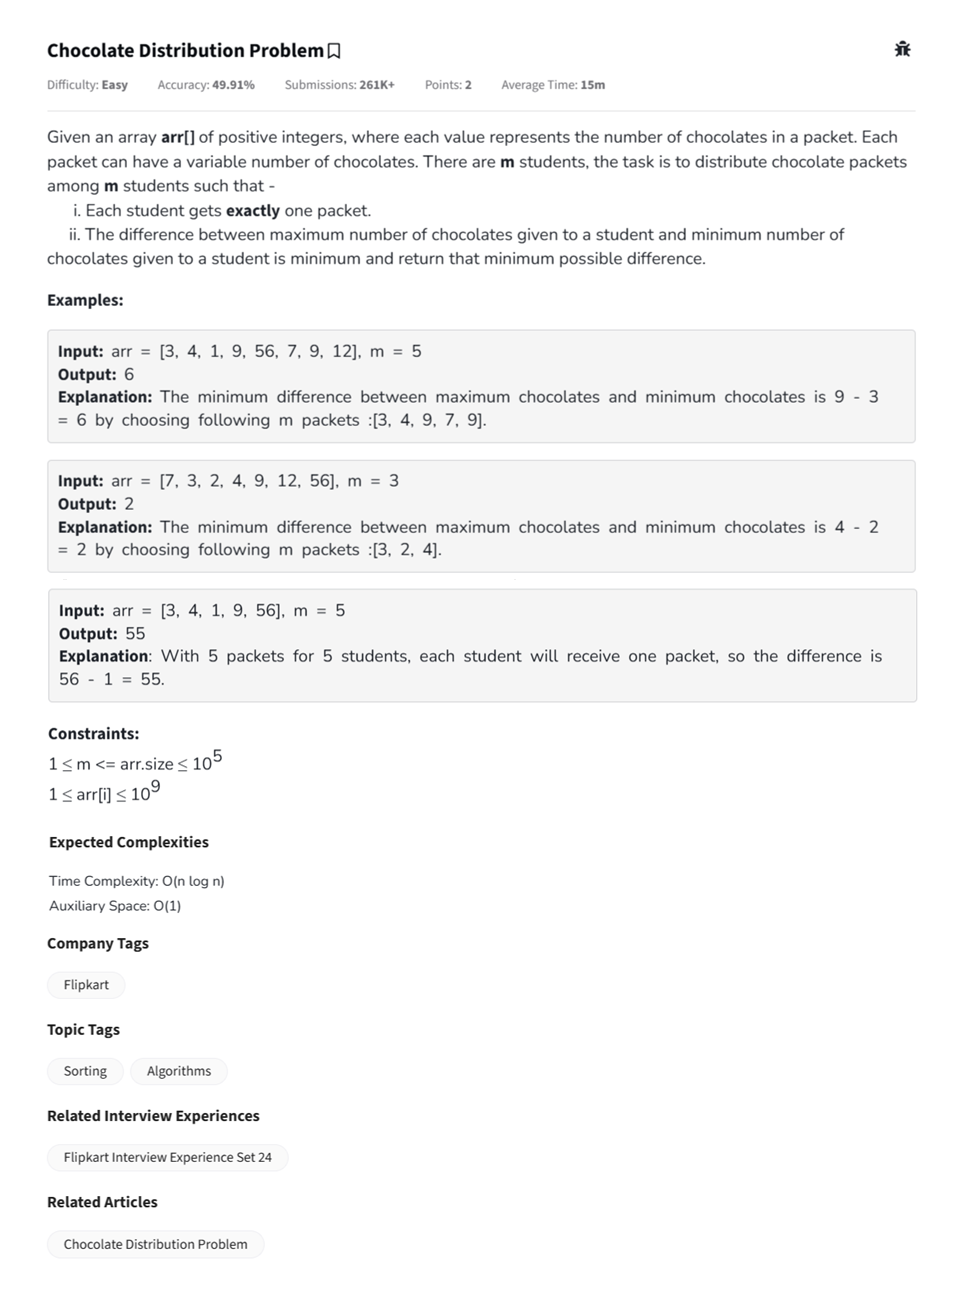 Chocolate Distribution Problem
Difficulty: Easy Accuracy: 49.91% Submissions: 261K+ Points: 2 Average Time: 15m
Given an array arr[] of positive integers, where each value represents the number of chocolates in a packet. Each
packet can have a variable number of chocolates. There are m students, the task is to distribute chocolate packets
among m students such that -
i. Each student gets exactly one packet.
ii. The difference between maximum number of chocolates given to a student and minimum number of
chocolates given to a student is minimum and return that minimum possible difference.
Examples:
Input: arr = [3, 4, 1, 9, 56, 7, 9, 12], m = 5
Output: 6
Explanation: The minimum difference between maximum chocolates and minimum chocolates is 9 - 3
= 6 by choosing following m packets :[3, 4, 9, 7, 9].
Input: arr = [7, 3, 2, 4, 9, 12, 56], m = 3
Output: 2
Explanation: The minimum difference between maximum chocolates and minimum chocolates is 4 - 2
= 2 by choosing following m packets :[3, 2, 4].
Input: arr = [3, 4, 1, 9, 56], m = 5
Output: 55
Explanation: With 5 packets for 5 students, each student will receive one packet, so the difference is
56 - 1 = 55.
Constraints:
1 ≤ m <= arr.size ≤ 10^5
1 ≤ arr[i] ≤ 10^9
Expected Complexities
Time Complexity: O(n log n)
Auxiliary Space: O(1)
Company Tags
Flipkart
Topic Tags
Sorting Algorithms
Related Interview Experiences
Flipkart Interview Experience Set 24
Related Articles
Chocolate Distribution Problem